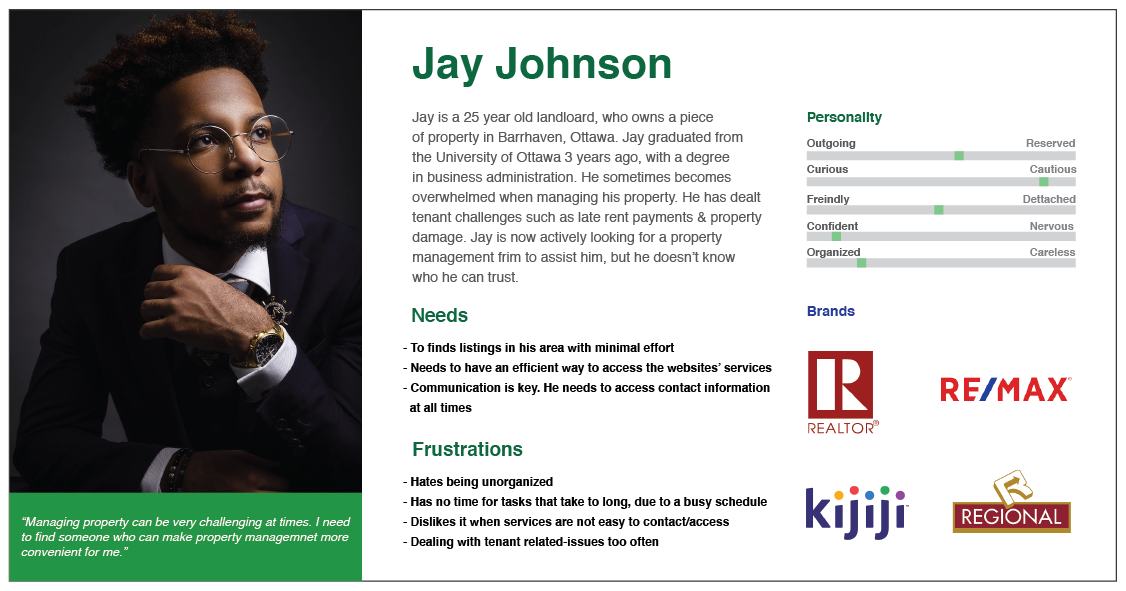 Jay Johnson
Jay is a 25 year old landloard, who owns a piece
of property in Barrhaven, Ottawa. Jay graduated from
the University of Ottawa 3 years ago, with a degree
in business administration. He sometimes becomes
overwhelmed when managing his property. He has dealt
tenant challenges such as late rent payments & property
damage. Jay is now actively looking for a property
management frim to assist him, but he doesn't know
who he can trust.
Needs
- To finds listings in his area with minimal effort
- Needs to have an efficient way to access the websites' services
- Communication is key. He needs to access contact information
at all times
Frustrations
- Hates being unorganized
- Has no time for tasks that take to long, due to a busy schedule
- Dislikes it when services are not easy to contact/access
- Dealing with tenant related-issues too often
"Managing property can be very challenging at times. I need
to find someone who can make property managemnet more
convenient for me."
Personality
Outgoing Reserved
Curious Cautious
Freindly Dettached
Confident Nervous
Organized Careless
Brands
R
REALTOR®
RE/MAX®
kijiji™
R
REGIONAL